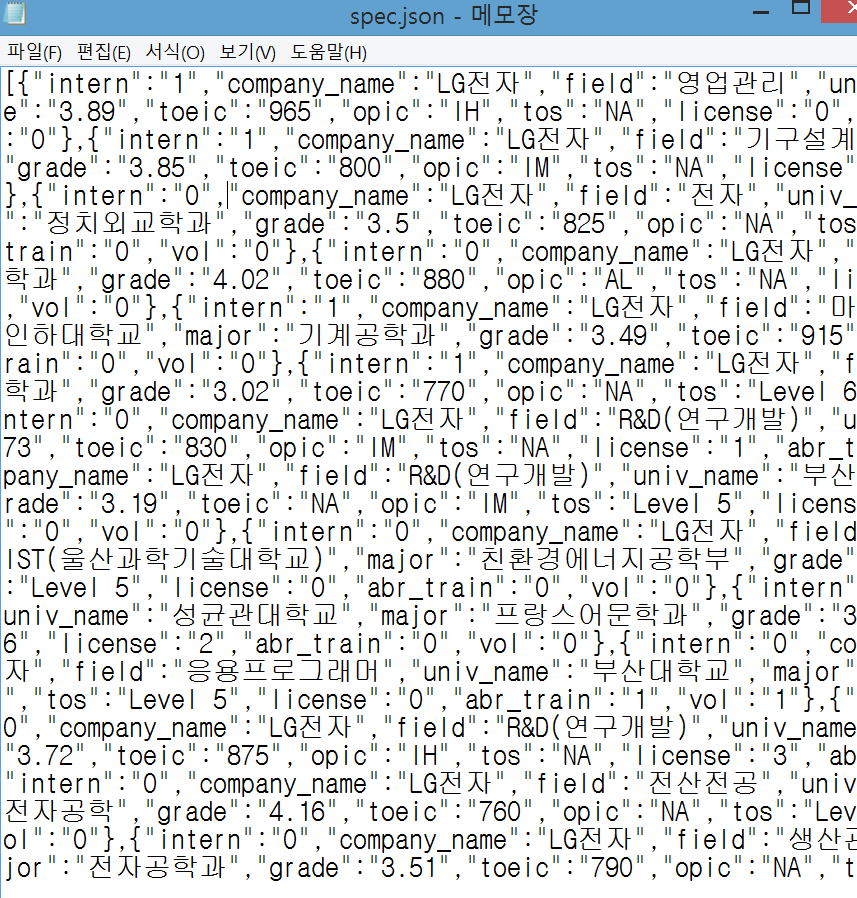 spec.json - 메모장
파일(F) 편집(E) 서식(O) 보기(V) 도움말(H)
[{"intern":"1","company_name":"LG전자","field":"영업관리","un
e":"3.89","toeic":"965","opic":"IH","tos":"NA","license":"0",
:"0"},{"intern":"1","company_name":"LG전자","field":"기구설계
"grade":"3.85","toeic":"800","opic":"IM","tos":"NA","license"
},{"intern":"0","company_name":"LG전자","field":"전자","univ_
":"정치외교학과","grade":"3.5","toeic":"825","opic":"NA","tos
train":"0","vol":"0"},{"intern":"0","company_name":"LG전자","
학과","grade":"4.02","toeic":"880","opic":"AL","tos":"NA","li
,"vol":"0"},{"intern":"1","company_name":"LG전자","field":"마
인하대학교","major":"기계공학과","grade":"3.49","toeic":"915"
rain":"0","vol":"0"},{"intern":"1","company_name":"LG전자","f
학과","grade":"3.02","toeic":"770","opic":"NA","tos":"Level 6
ntern":"0","company_name":"LG전자","field":"R&D(연구개발)","u
73","toeic":"830","opic":"IM","tos":"NA","license":"1","abr_t
pany_name":"LG전자","field":"R&D(연구개발)","univ_name":"부산
rade":"3.19","toeic":"NA","opic":"IM","tos":"Level 5","licens
":"0","vol":"0"},{"intern":"0","company_name":"LG전자","field
IST(울산과학기술대학교)","major":"친환경에너지공학부","grade"
:"Level 5","license":"0","abr_train":"0","vol":"0"},{"intern"
univ_name":"성균관대학교","major":"프랑스어문학과","grade":"3
6","license":"2","abr_train":"0","vol":"0"},{"intern":"0","co
자","field":"응용프로그래머","univ_name":"부산대학교","major"
","tos":"Level 5","license":"0","abr_train":"1","vol":"1"},{"
0","company_name":"LG전자","field":"R&D(연구개발)","univ_name
"3.72","toeic":"875","opic":"IH","tos":"NA","license":"3","ab
"intern":"0","company_name":"LG전자","field":"전산전공","univ
전자공학","grade":"4.16","toeic":"760","opic":"NA","tos":"Lev
ol":"0"},{"intern":"0","company_name":"LG전자","field":"생산관
jor":"전자공학과","grade":"3.51","toeic":"790","opic":"NA","t